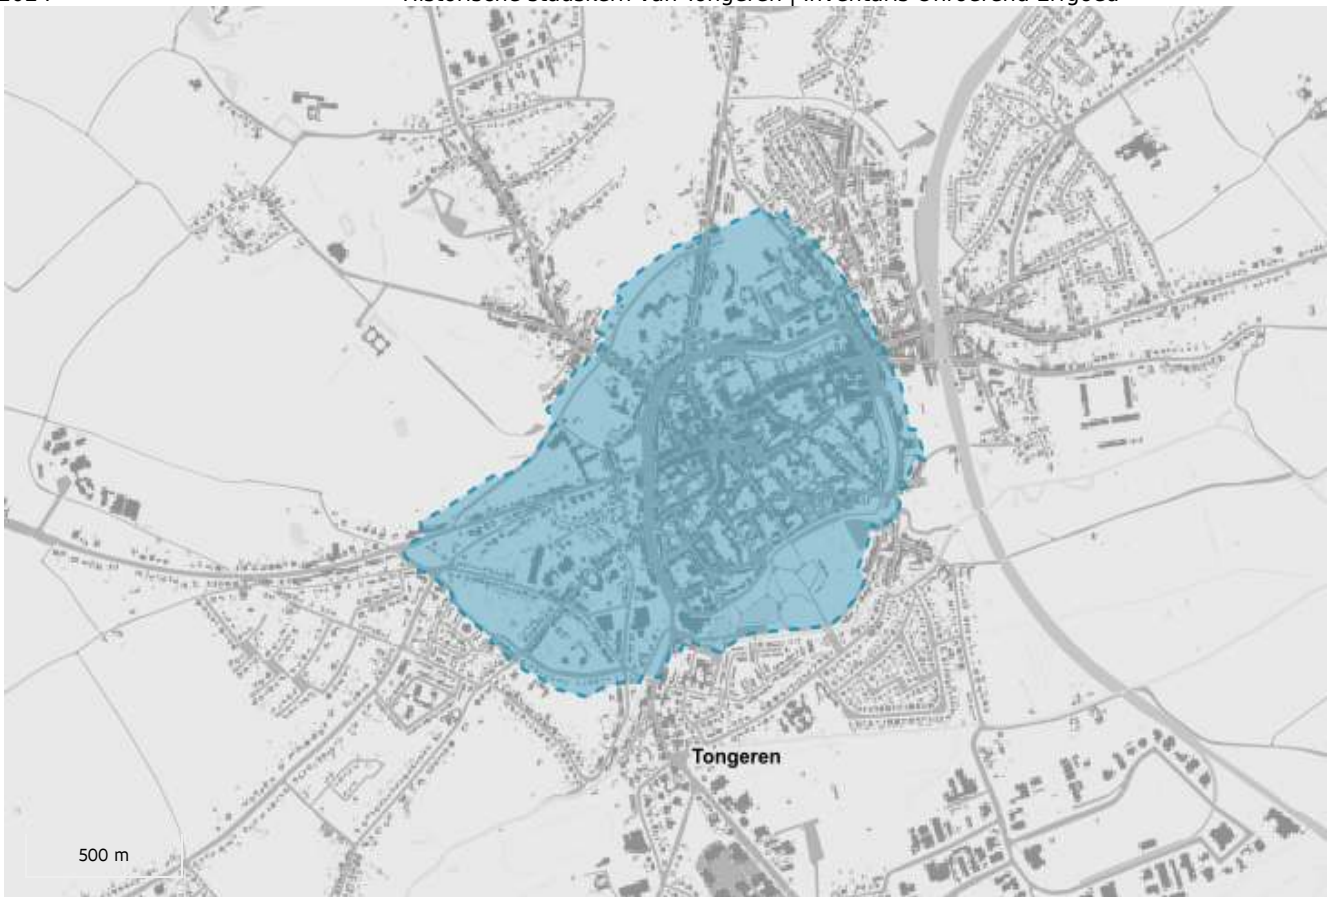 Historische stadskern van Tongeren | Inventaris Onroerend Erfgoed
Tongeren
500 m